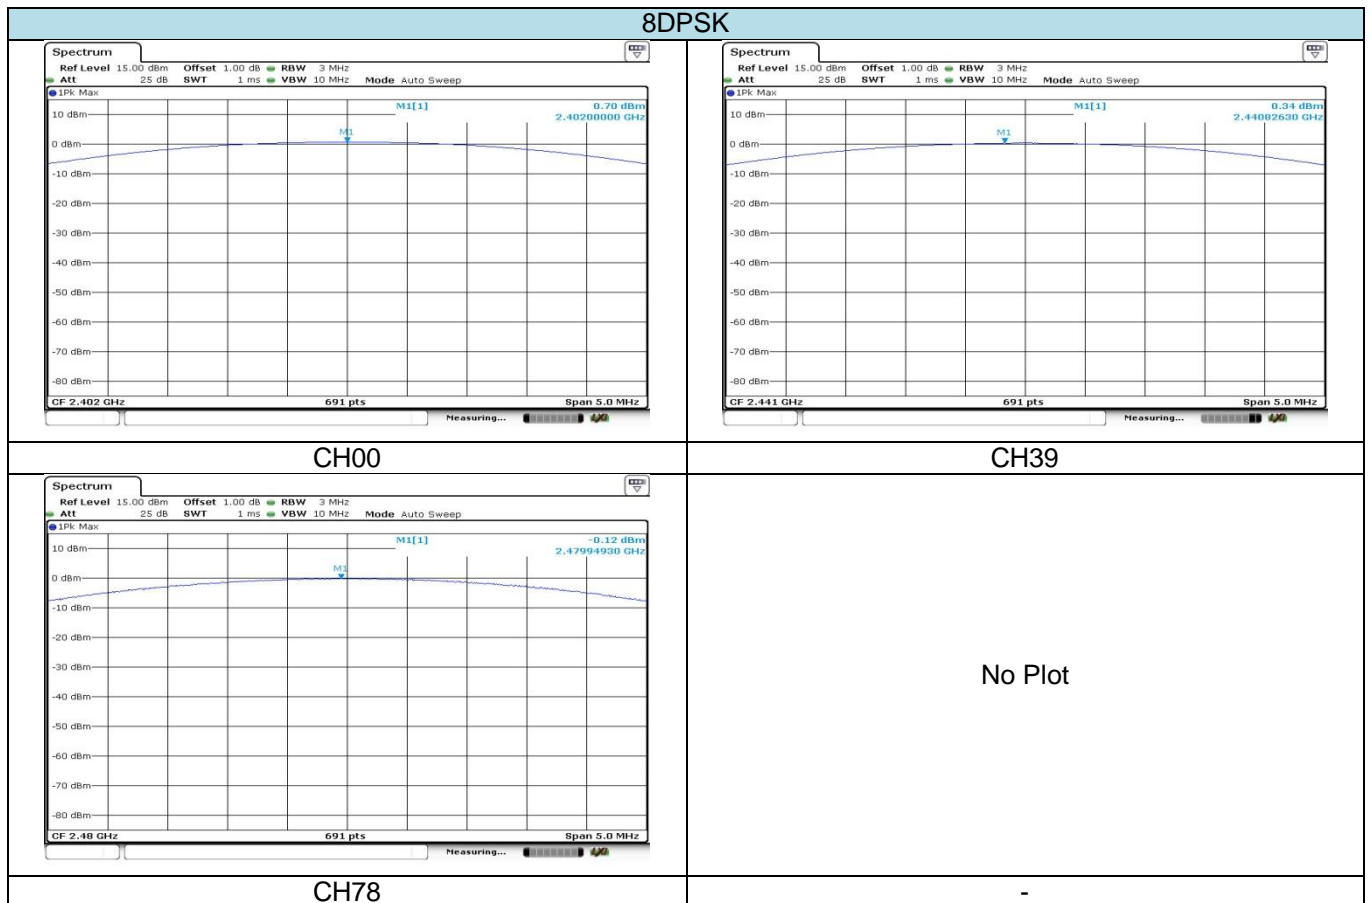 8DPSK
Spectrum
Ref Level 15.00 dBm Offset 1.00 dB RBW 3 MHz
Att 25 dB SWT 1 ms VBW 10 MHz Mode Auto Sweep
1Pk Max
M1[1] 0.70 dBm
2.40200000 GHz
10 dBm
M1
0 dBm
-10 dBm
-20 dBm
-30 dBm
-40 dBm
-50 dBm
-60 dBm
-70 dBm
-80 dBm
CF 2.402 GHz 691 pts Span 5.0 MHz
Measuring...
CH00
Spectrum
Ref Level 15.00 dBm Offset 1.00 dB RBW 3 MHz
Att 25 dB SWT 1 ms VBW 10 MHz Mode Auto Sweep
1Pk Max
M1[1] 0.34 dBm
2.44082630 GHz
10 dBm
M1
0 dBm
-10 dBm
-20 dBm
-30 dBm
-40 dBm
-50 dBm
-60 dBm
-70 dBm
-80 dBm
CF 2.441 GHz 691 pts Span 5.0 MHz
Measuring...
CH39
Spectrum
Ref Level 15.00 dBm Offset 1.00 dB RBW 3 MHz
Att 25 dB SWT 1 ms VBW 10 MHz Mode Auto Sweep
1Pk Max
M1[1] -0.12 dBm
2.47994930 GHz
10 dBm
M1
0 dBm
-10 dBm
-20 dBm
-30 dBm
-40 dBm
-50 dBm
-60 dBm
-70 dBm
-80 dBm
CF 2.48 GHz 691 pts Span 5.0 MHz
Measuring...
CH78
No Plot
-